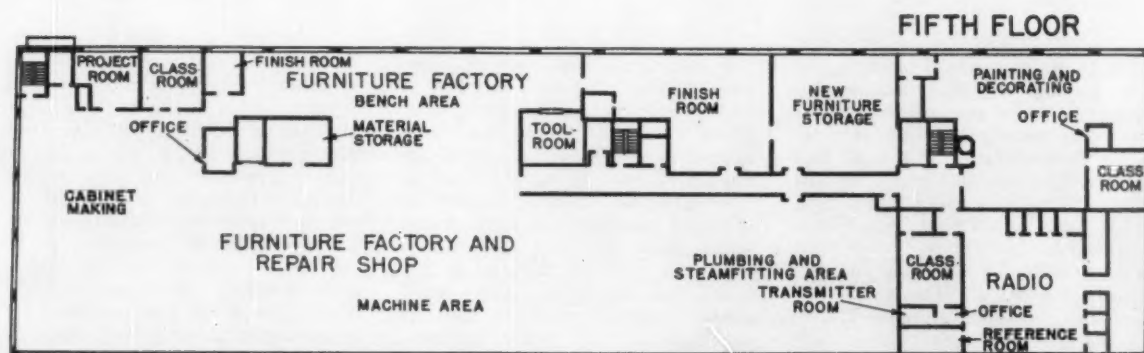 FIFTH FLOOR
PROJECT
ROOM
CLASS-
ROOM
FINISH ROOM
FURNITURE FACTORY
BENCH AREA
OFFICE
MATERIAL
STORAGE
TOOL-
ROOM
FINISH
ROOM
NEW
FURNITURE
STORAGE
PAINTING AND
DECORATING
OFFICE
CLASS
ROOM
CABINET
MAKING
FURNITURE FACTORY AND
REPAIR SHOP
MACHINE AREA
PLUMBING AND
STEAMFITTING AREA
TRANSMITTER
ROOM
CLASS-
ROOM
RADIO
OFFICE
REFERENCE
ROOM